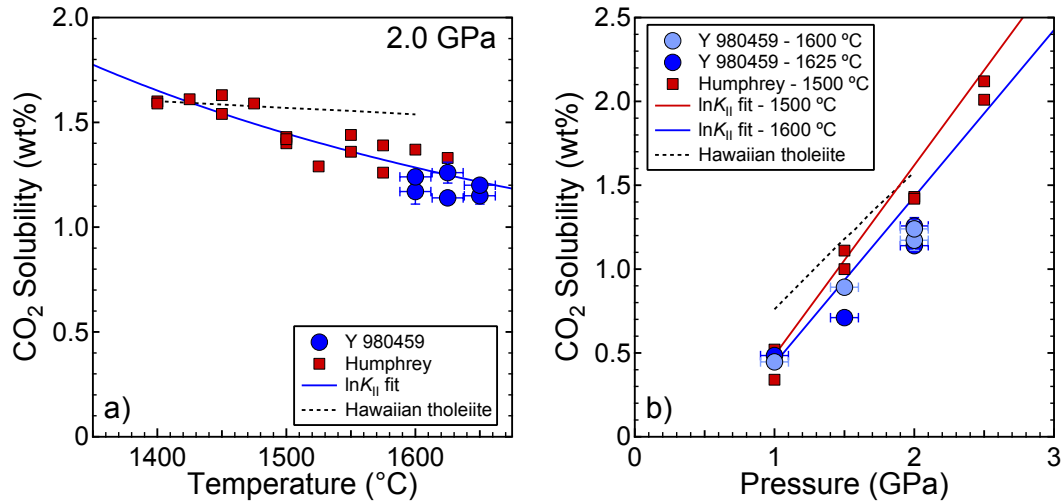 2.0 GPa
CO₂ Solubility (wt%)
2.0
1.5
1.0
0.5
0
Y 980459
Humphrey
lnK_II fit
Hawaiian tholeiite
a)
1400
1500
1600
Temperature (°C)
CO₂ Solubility (wt%)
2.5
2.0
1.5
1.0
0.5
0
Y 980459 - 1600 ºC
Y 980459 - 1625 ºC
Humphrey - 1500 ºC
lnK_II fit - 1500 ºC
lnK_II fit - 1600 ºC
Hawaiian tholeiite
b)
0
1
2
3
Pressure (GPa)